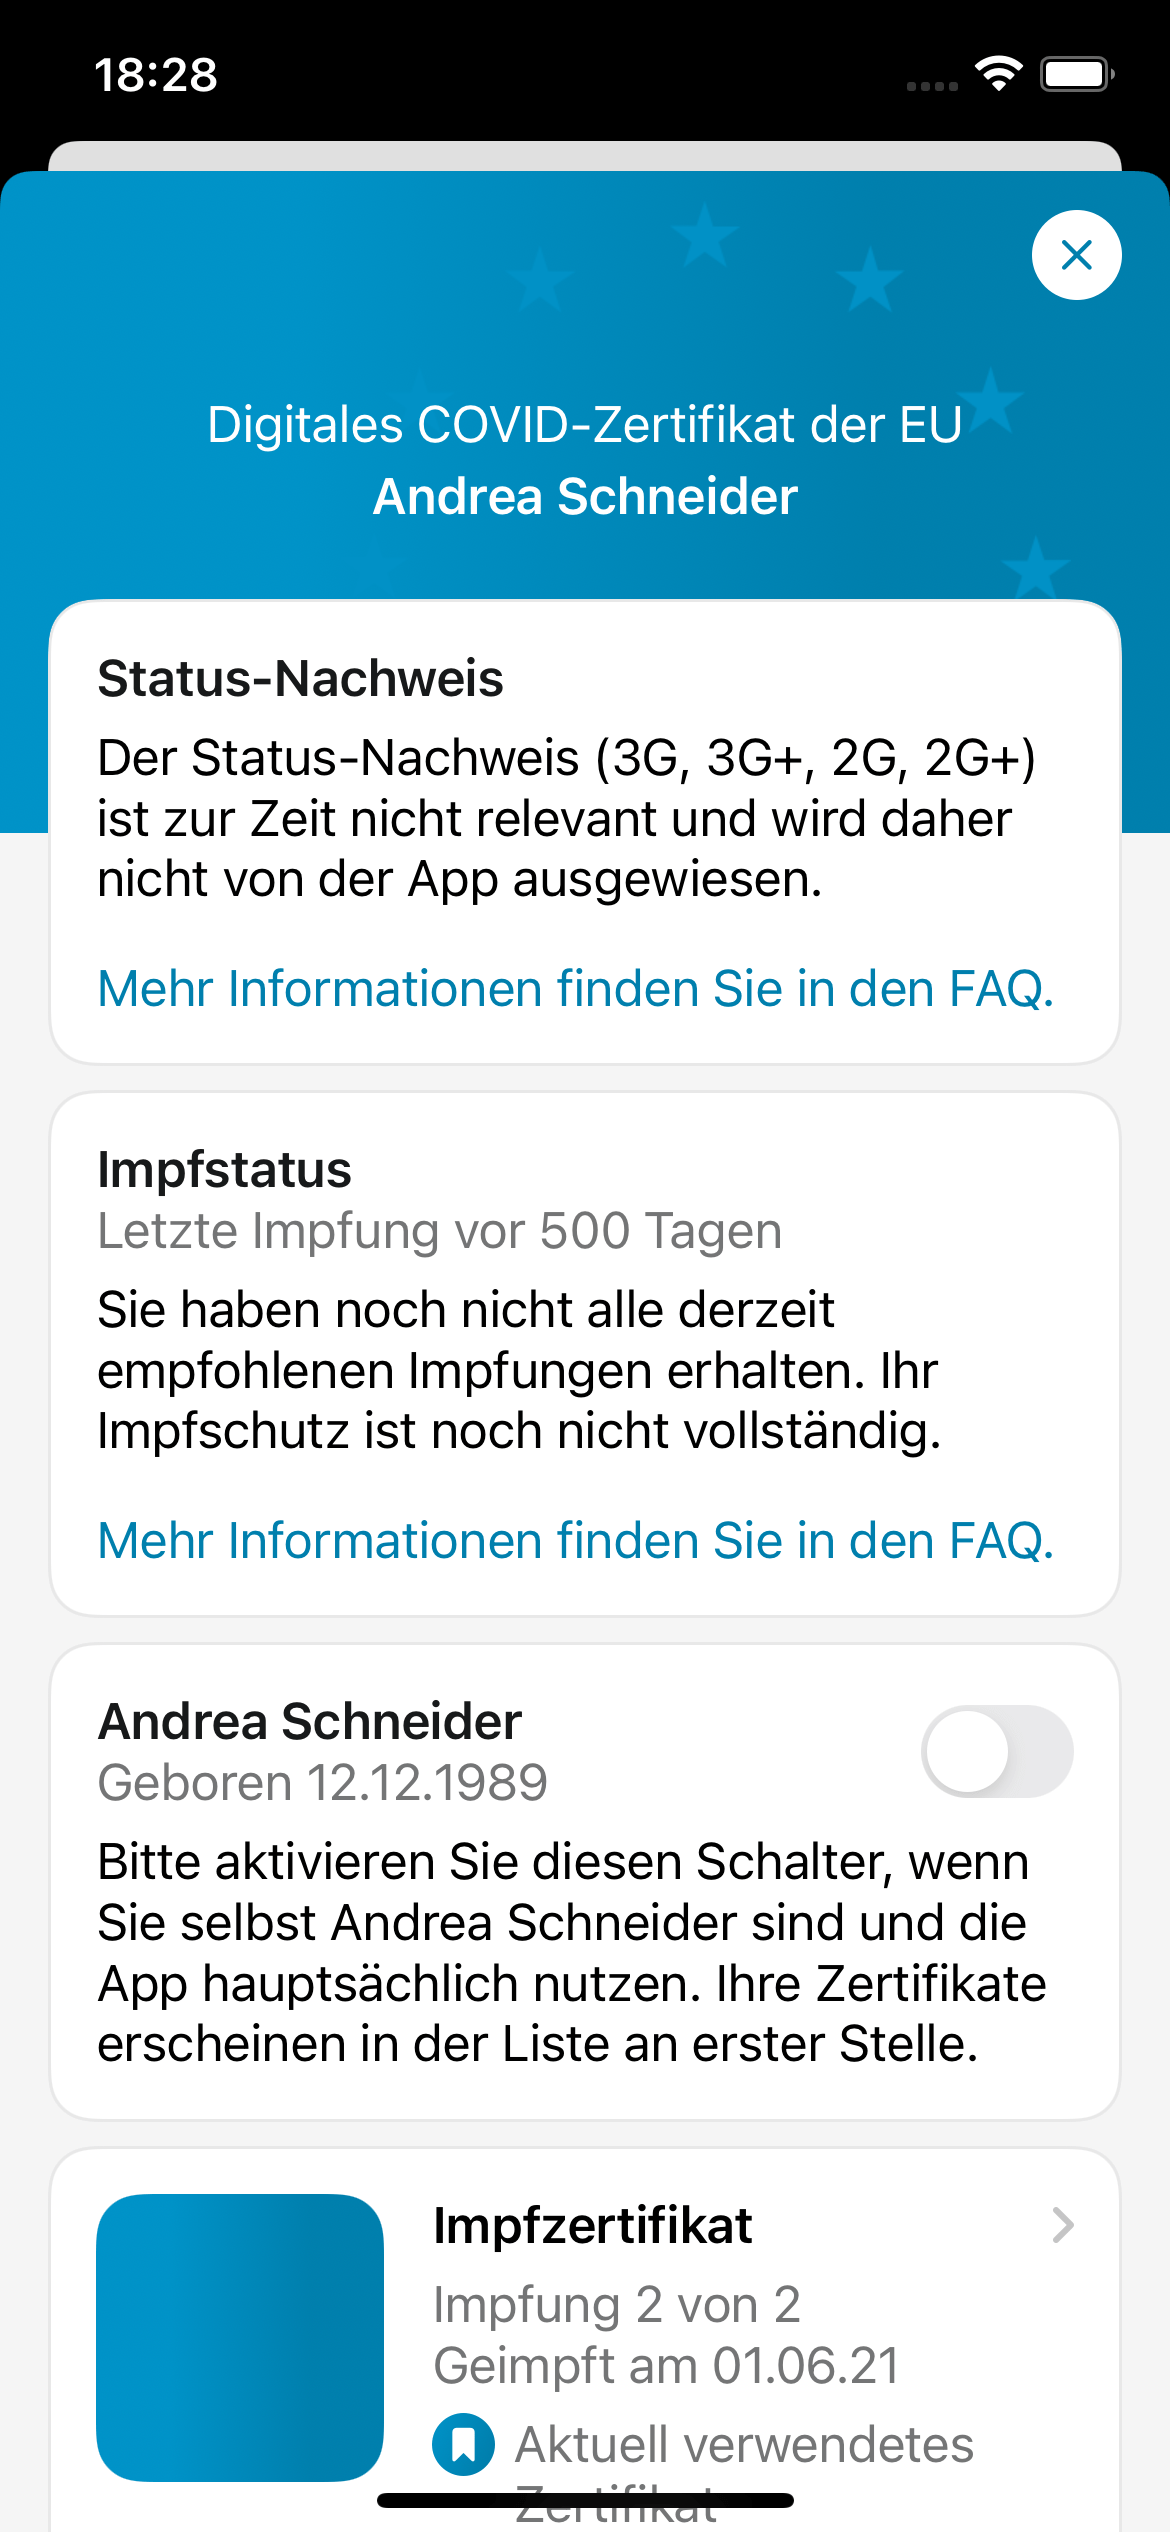 18:28
Digitales COVID-Zertifikat der EU
Andrea Schneider
Status-Nachweis
Der Status-Nachweis (3G, 3G+, 2G, 2G+)
ist zur Zeit nicht relevant und wird daher
nicht von der App ausgewiesen.
Mehr Informationen finden Sie in den FAQ.
Impfstatus
Letzte Impfung vor 500 Tagen
Sie haben noch nicht alle derzeit
empfohlenen Impfungen erhalten. Ihr
Impfschutz ist noch nicht vollständig.
Mehr Informationen finden Sie in den FAQ.
Andrea Schneider
Geboren 12.12.1989
Bitte aktivieren Sie diesen Schalter, wenn
Sie selbst Andrea Schneider sind und die
App hauptsächlich nutzen. Ihre Zertifikate
erscheinen in der Liste an erster Stelle.
Impfzertifikat
Impfung 2 von 2
Geimpft am 01.06.21
Aktuell verwendetes
Zertifikat